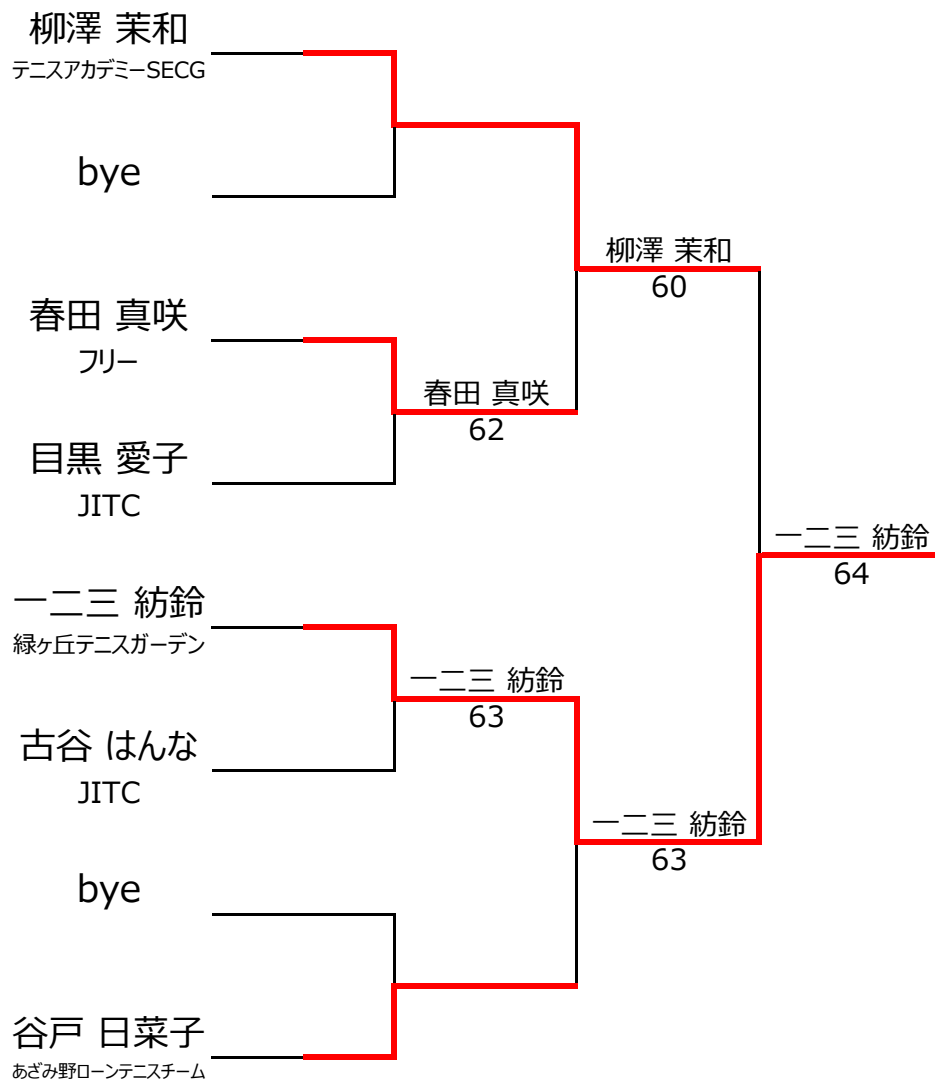 柳澤 茉和
テニスアカデミーSECG
bye
春田 真咲
フリー
目黒 愛子
JITC
一二三 紡鈴
緑ヶ丘テニスガーデン
古谷 はんな
JITC
bye
谷戸 日菜子
あざみ野ローンテニスチーム
春田 真咲
62
一二三 紡鈴
63
柳澤 茉和
60
一二三 紡鈴
63
一二三 紡鈴
64